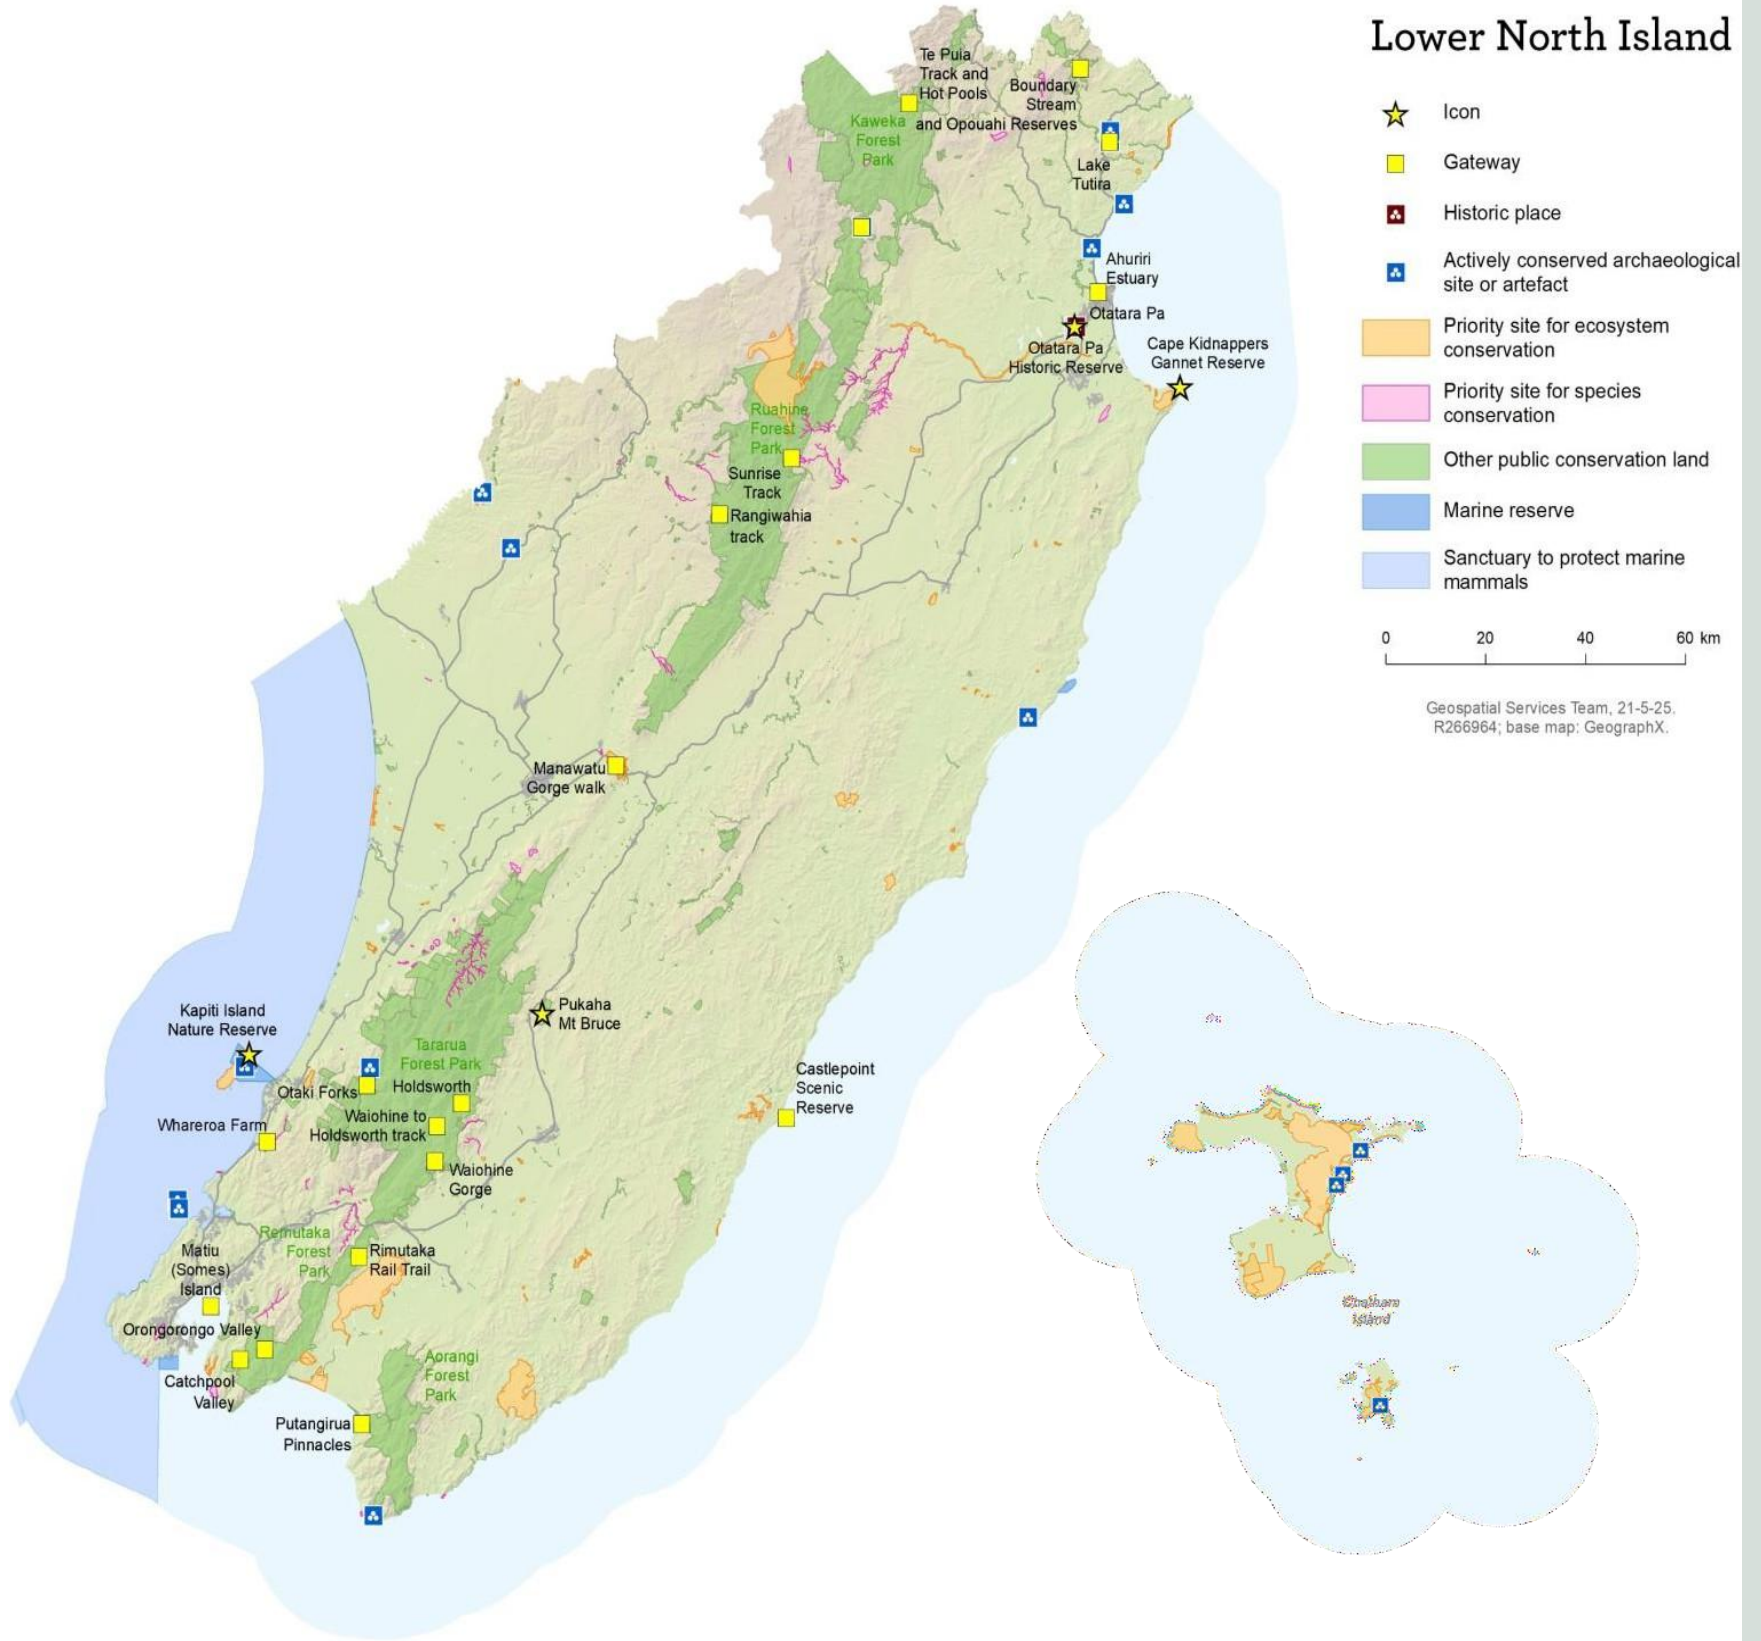 Lower North Island
Icon
Gateway
Historic place
Actively conserved archaeological
site or artefact
Priority site for ecosystem
conservation
Priority site for species
conservation
Other public conservation land
Marine reserve
Sanctuary to protect marine
mammals
0 20 40 60 km
Geospatial Services Team, 21-5-25.
R266964; base map: GeographX.
Te Puia
Track and
Hot Pools
Boundary
Stream
and Opouahi Reserves
Kaweka
Forest
Park
Lake
Tutira
Ahuriri
Estuary
Otatara Pa
Otatara Pa
Historic Reserve
Cape Kidnappers
Gannet Reserve
Ruahine
Forest
Park
Sunrise
Track
Rangiwahia
track
Manawatu
Gorge walk
Pukaha
Mt Bruce
Kapiti Island
Nature Reserve
Tararua
Forest Park
Otaki Forks
Holdsworth
Waiohine to
Holdsworth track
Whareroa Farm
Waiohine
Gorge
Castlepoint
Scenic
Reserve
Remutaka
Forest
Park
Rimutaka
Rail Trail
Matiu
(Somes)
Island
Orongorongo Valley
Catchpool
Valley
Aorangi
Forest
Park
Putangirua
Pinnacles
Chatham
Island